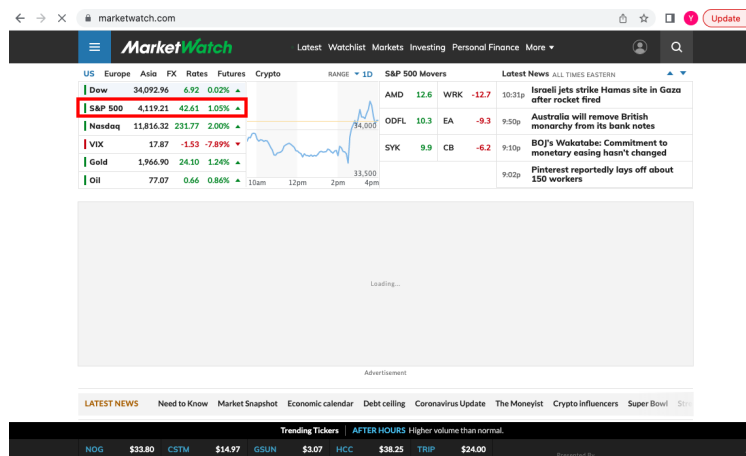 marketwatch.com
Y
Update
MarketWatch
Latest Watchlist Markets Investing Personal Finance More
US Europe Asia FX Rates Futures Crypto
RANGE 1D
Dow 34,092.96 6.92 0.02%
S&P 500 4,119.21 42.61 1.05%
Nasdaq 11,816.32 231.77 2.00%
VIX 17.87 -1.53 -7.89%
Gold 1,966.90 24.10 1.24%
Oil 77.07 0.66 0.86%
34,000
33,500
10am 12pm 2pm 4pm
S&P 500 Movers
AMD 12.6 WRK -12.7
ODFL 10.3 EA -9.3
SYK 9.9 CB -6.2
Latest News ALL TIMES EASTERN
10:31p Israeli jets strike Hamas site in Gaza
after rocket fired
9:50p Australia will remove British
monarchy from its bank notes
9:10p BOJ's Wakatabe: Commitment to
monetary easing hasn't changed
9:02p Pinterest reportedly lays off about
150 workers
Loading...
Advertisement
LATEST NEWS Need to Know Market Snapshot Economic calendar Debt ceiling Coronavirus Update The Moneyist Crypto influencers Super Bowl
Trending Tickers | AFTER HOURS Higher volume than normal.
NOG $33.80 CSTM $14.97 GSUN $3.07 HCC $38.25 TRIP $24.00
Presented By